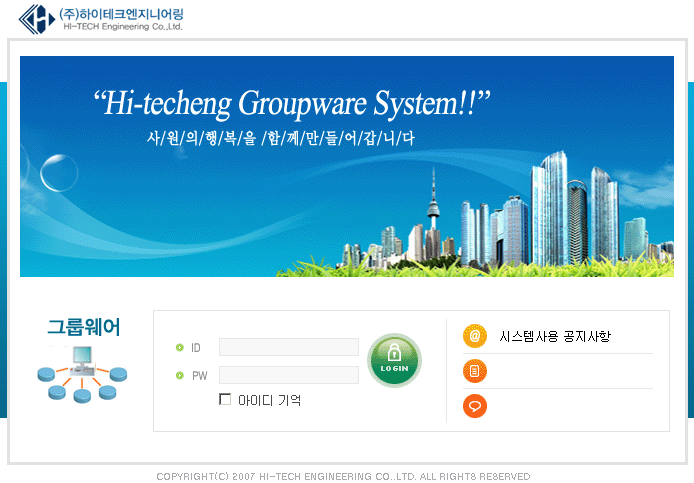 (주)하이테크엔지니어링
HI-TECH Engineering Co.,Ltd.
“Hi-techeng Groupware System!!”
사/원/의/행/복/을 /함/께/만/들/어/갑/니/다
그룹웨어
ID
PW
LOGIN
아이디 기억
@ 시스템사용 공지사항
COPYRIGHT(C) 2007 HI-TECH ENGINEERING CO.,LTD. ALL RIGHTS RESERVED